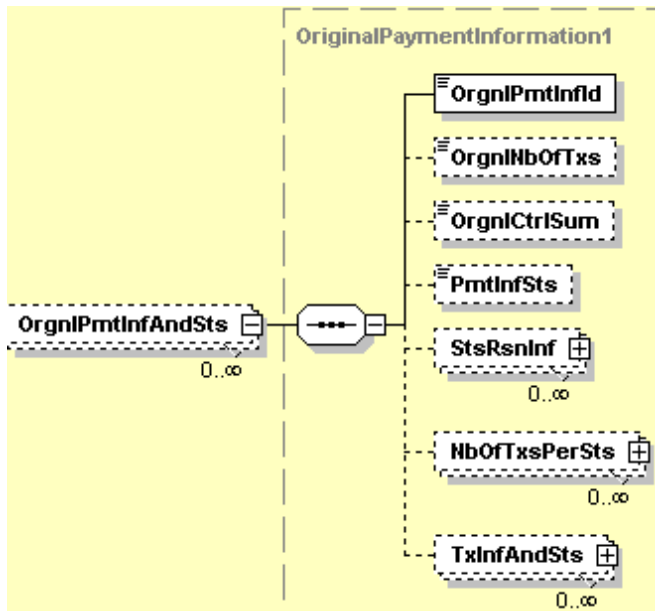 OriginalPaymentInformation1
OrgnlPmtInfId
OrgnlNbOfTxs
OrgnlCtrlSum
PmtInfSts
OrgnlPmtInfAndSts
0..∞
StsRsnInf
0..∞
NbOfTxsPerSts
0..∞
TxInfAndSts
0..∞